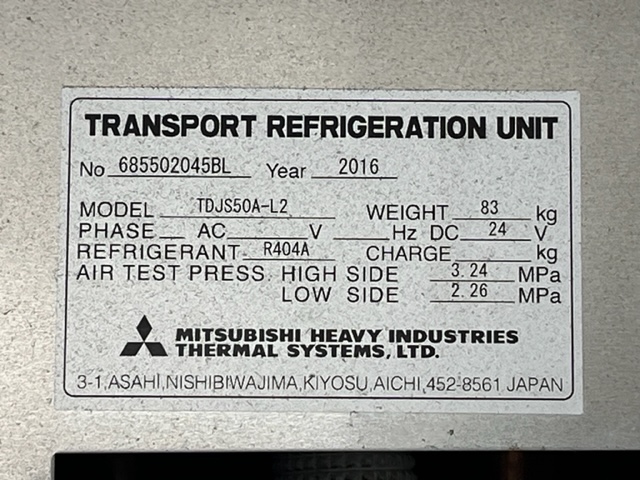 TRANSPORT REFRIGERATION UNIT
No 685502045BL Year 2016
MODEL TDJS50A-L2 WEIGHT 83 kg
PHASE AC V Hz DC 24 V
REFRIGERANT R404A CHARGE kg
AIR TEST PRESS. HIGH SIDE 3.24 MPa
LOW SIDE 2.26 MPa
MITSUBISHI HEAVY INDUSTRIES
THERMAL SYSTEMS, LTD.
3-1,ASAHI,NISHIBIWAJIMA,KIYOSU,AICHI,452-8561 JAPAN